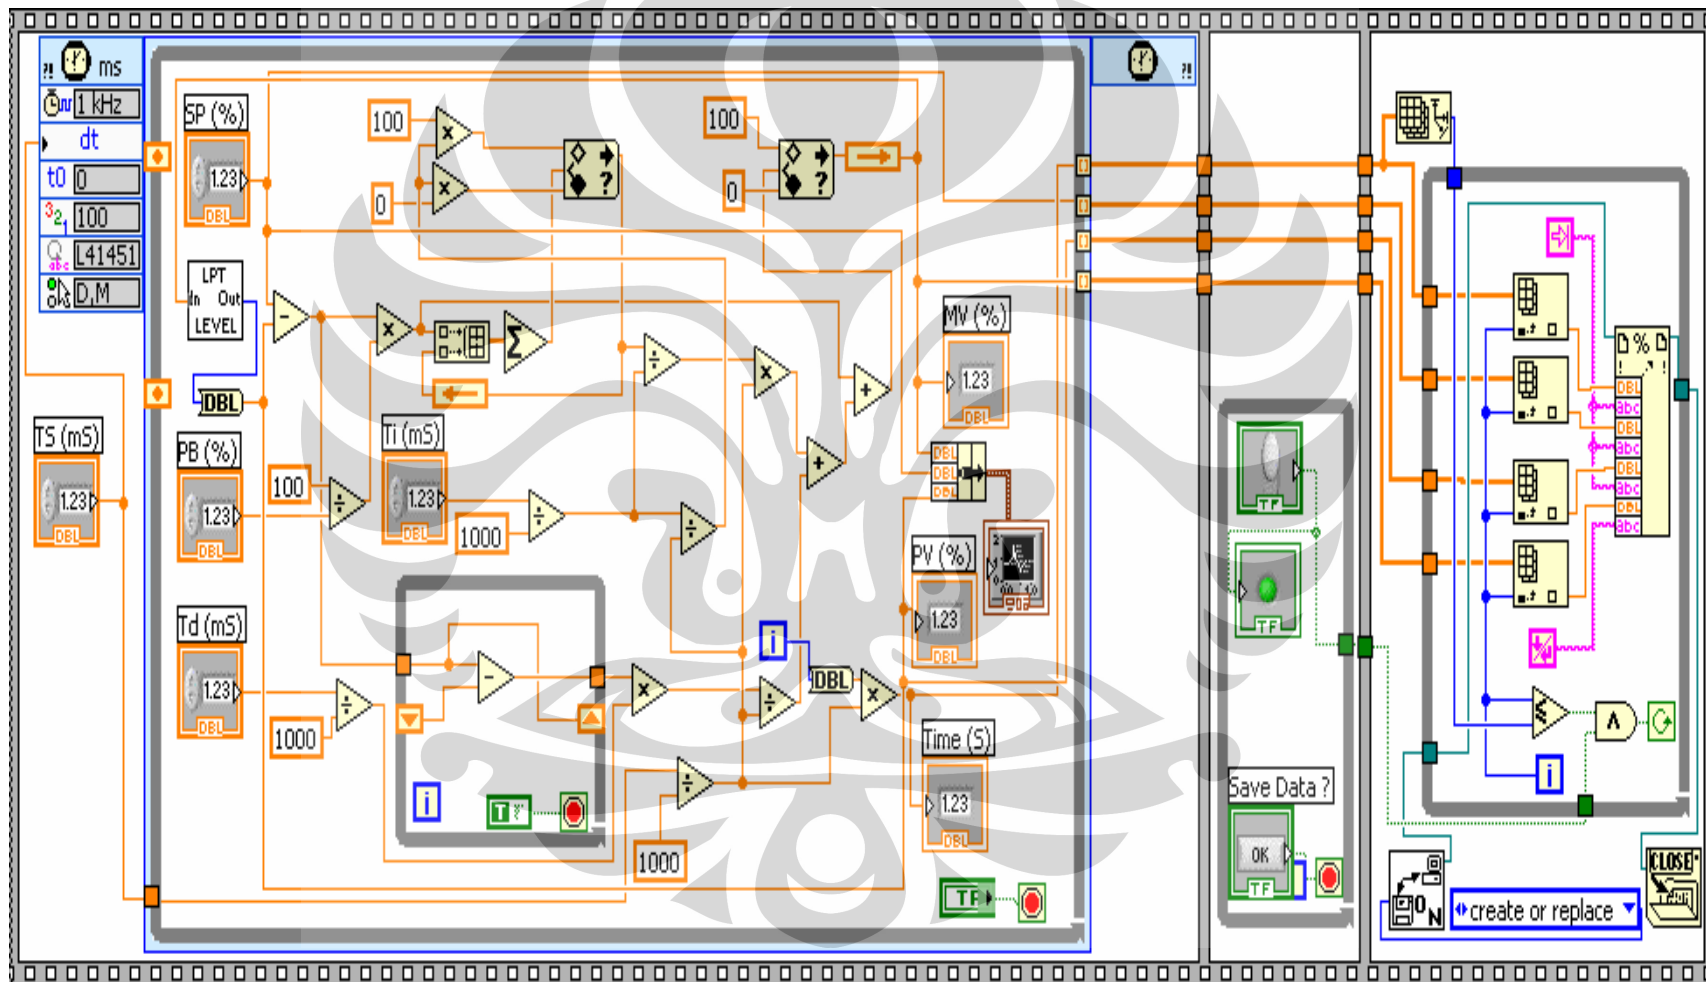 ms
1 kHz
dt
t0 0
100
L41451
D,M
SP (%)
1.23
DBL
LPT
In Out
LEVEL
DBL
TS (mS)
1.23
DBL
PB (%)
1.23
DBL
Td (mS)
1.23
DBL
100
0
100
0
100
Ti (mS)
1.23
DBL
1000
1000
1000
i
T
i
DBL
MV (%)
1.23
DBL
DBL
DBL
DBL
PV (%)
1.23
DBL
Time (S)
1.23
DBL
TF
TF
TF
Save Data ?
OK
TF
%
DBL
abc
DBL
abc
DBL
abc
DBL
abc
i
create or replace
CLOSE